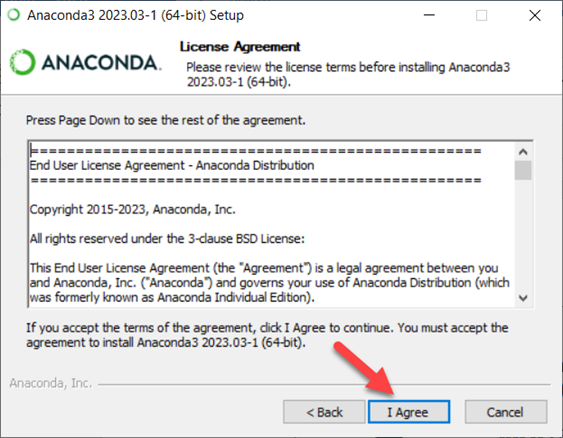 Anaconda3 2023.03-1 (64-bit) Setup
License Agreement
ANACONDA.
Please review the license terms before installing Anaconda3
2023.03-1 (64-bit).
Press Page Down to see the rest of the agreement.
==================================================
End User License Agreement - Anaconda Distribution
==================================================
Copyright 2015-2023, Anaconda, Inc.
All rights reserved under the 3-clause BSD License:
This End User License Agreement (the "Agreement") is a legal agreement between you
and Anaconda, Inc. ("Anaconda") and governs your use of Anaconda Distribution (which
was formerly known as Anaconda Individual Edition).
If you accept the terms of the agreement, click I Agree to continue. You must accept the
agreement to install Anaconda3 2023.03-1 (64-bit).
Anaconda, Inc.
< Back
I Agree
Cancel